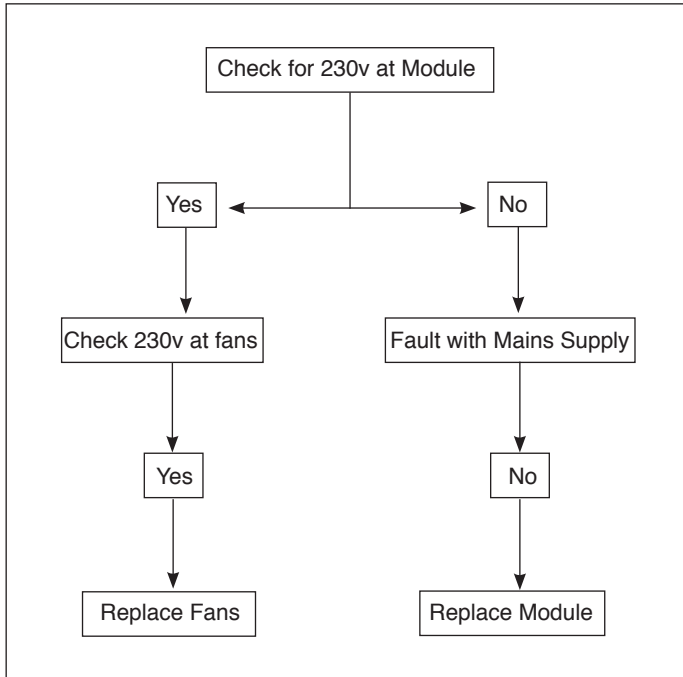 Check for 230v at Module
Yes
No
Check 230v at fans
Fault with Mains Supply
Yes
No
Replace Fans
Replace Module